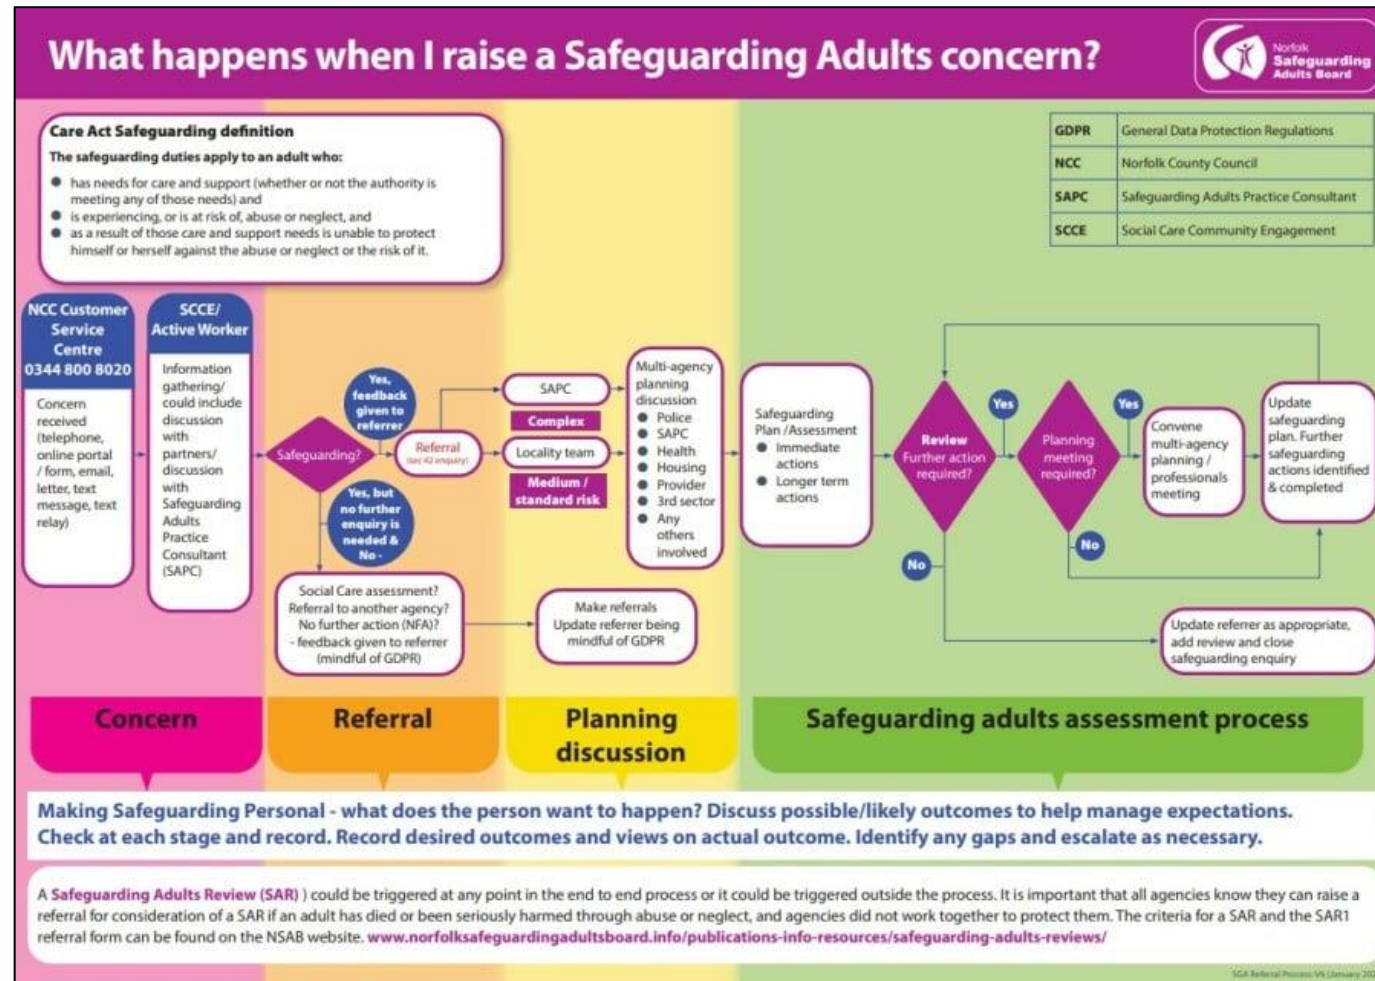 What happens when I raise a Safeguarding Adults concern?
Norfolk
Safeguarding
Adults Board
Care Act Safeguarding definition
The safeguarding duties apply to an adult who:
● has needs for care and support (whether or not the authority is
meeting any of those needs) and
● is experiencing, or is at risk of, abuse or neglect, and
● as a result of those care and support needs is unable to protect
himself or herself against the abuse or neglect or the risk of it.
GDPR General Data Protection Regulations
NCC Norfolk County Council
SAPC Safeguarding Adults Practice Consultant
SCCE Social Care Community Engagement
NCC Customer
Service
Centre
0344 800 8020
Concern
received
(telephone,
online portal
/ form, email,
letter, text
message, text
relay)
SCCE/
Active Worker
Information
gathering/
could include
discussion
with
partners/
discussion
with
Safeguarding
Adults
Practice
Consultant
(SAPC)
Safeguarding?
Yes,
feedback
given to
referrer
Referral
(sec 42 enquiry)
Yes, but
no further
enquiry is
needed &
No -
Social Care assessment?
Referral to another agency?
No further action (NFA)?
- feedback given to referrer
(mindful of GDPR)
SAPC
Complex
Locality team
Medium /
standard risk
Multi-agency
planning
discussion
● Police
● SAPC
● Health
● Housing
● Provider
● 3rd sector
● Any
others
involved
Make referrals
Update referrer being
mindful of GDPR
Safeguarding
Plan /Assessment
● Immediate
actions
● Longer term
actions
Review
Further action
required?
Yes
No
Planning
meeting
required?
Yes
No
Convene
multi-agency
planning /
professionals
meeting
Update
safeguarding
plan. Further
safeguarding
actions identified
& completed
Update referrer as appropriate,
add review and close
safeguarding enquiry
Concern
Referral
Planning
discussion
Safeguarding adults assessment process
Making Safeguarding Personal - what does the person want to happen? Discuss possible/likely outcomes to help manage expectations.
Check at each stage and record. Record desired outcomes and views on actual outcome. Identify any gaps and escalate as necessary.
A Safeguarding Adults Review (SAR) ) could be triggered at any point in the end to end process or it could be triggered outside the process. It is important that all agencies know they can raise a
referral for consideration of a SAR if an adult has died or been seriously harmed through abuse or neglect, and agencies did not work together to protect them. The criteria for a SAR and the SAR1
referral form can be found on the NSAB website. www.norfolksafeguardingadultsboard.info/publications-info-resources/safeguarding-adults-reviews/
SGA Referral Process V6 (January